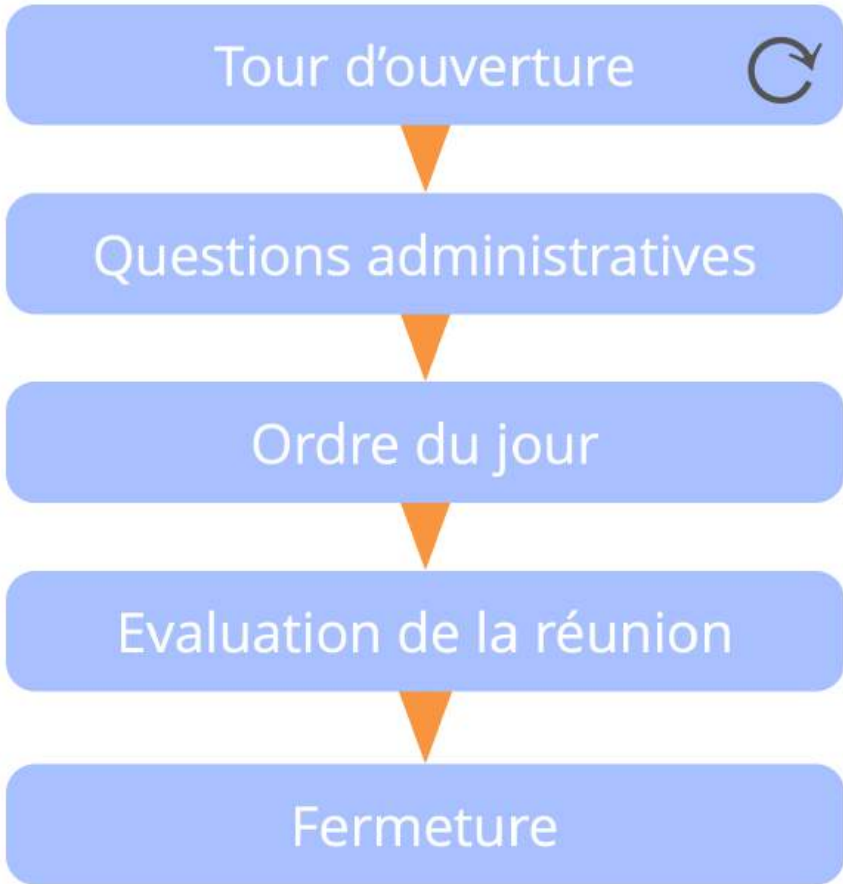 Tour d’ouverture
Questions administratives
Ordre du jour
Evaluation de la réunion
Fermeture